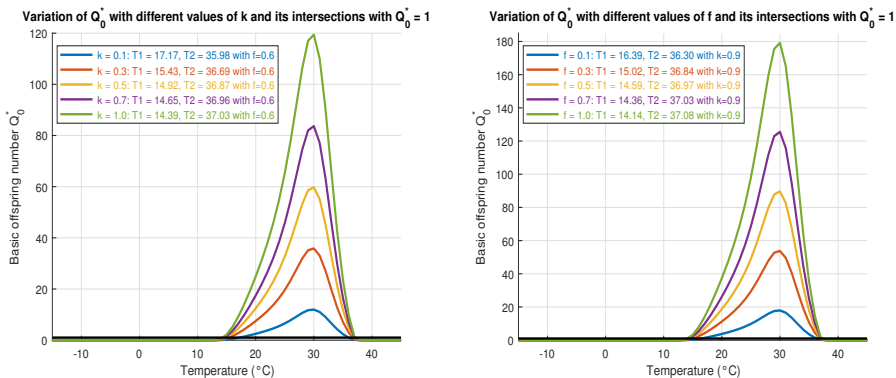 Variation of Q*0 with different values of k and its intersections with Q*0 = 1
120
100
80
60
40
20
0
-10 0 10 20 30 40
Temperature (°C)
Basic offspring number Q*0
k = 0.1: T1 = 17.17, T2 = 35.98 with f=0.6
k = 0.3: T1 = 15.43, T2 = 36.69 with f=0.6
k = 0.5: T1 = 14.92, T2 = 36.87 with f=0.6
k = 0.7: T1 = 14.65, T2 = 36.96 with f=0.6
k = 1.0: T1 = 14.39, T2 = 37.03 with f=0.6
Variation of Q*0 with different values of f and its intersections with Q*0 = 1
180
160
140
120
100
80
60
40
20
0
-10 0 10 20 30 40
Temperature (°C)
Basic offspring number Q*0
f = 0.1: T1 = 16.39, T2 = 36.30 with k=0.9
f = 0.3: T1 = 15.02, T2 = 36.84 with k=0.9
f = 0.5: T1 = 14.59, T2 = 36.97 with k=0.9
f = 0.7: T1 = 14.36, T2 = 37.03 with k=0.9
f = 1.0: T1 = 14.14, T2 = 37.08 with k=0.9